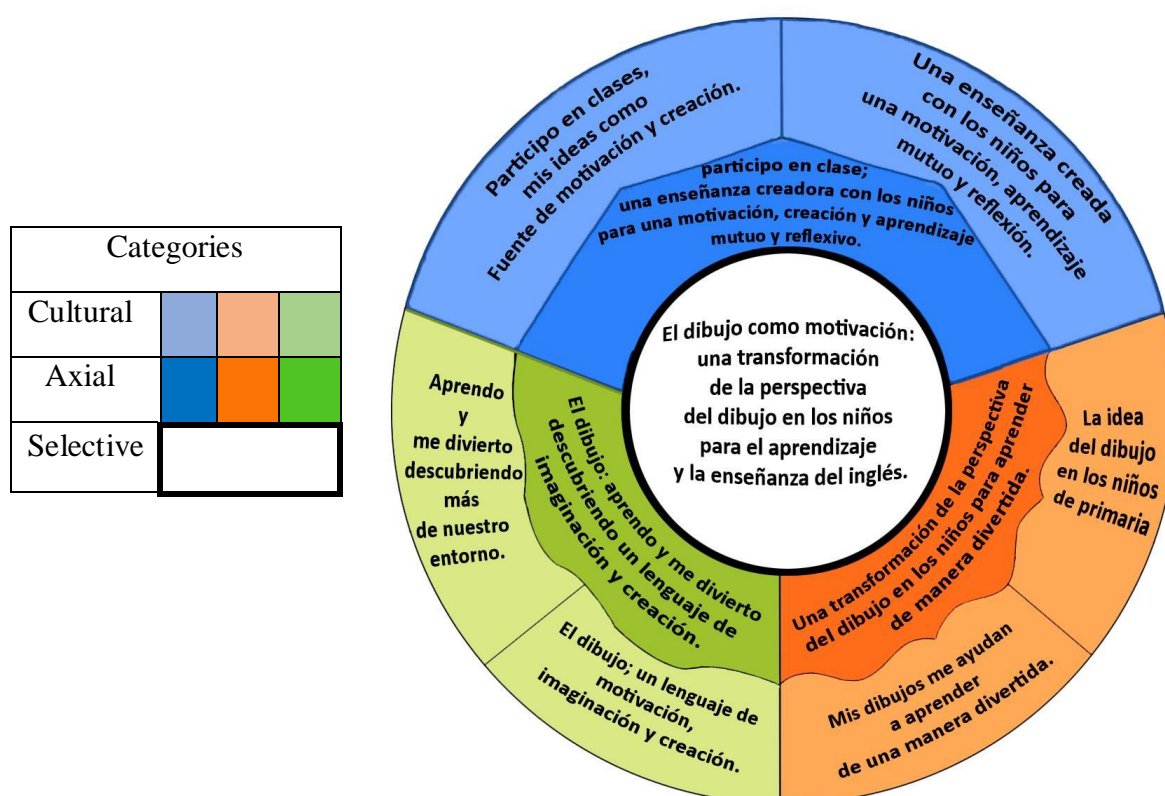 Categories
Cultural
Axial
Selective
Participo en clases,
mis ideas como
Fuente de motivación y creación.
Una enseñanza creada
con los niños para
una motivación, aprendizaje
mutuo y reflexión.
participo en clase;
una enseñanza creadora con los niños
para una motivación, creación y aprendizaje
mutuo y reflexivo.
El dibujo como motivación:
una transformación
de la perspectiva
del dibujo en los niños
para el aprendizaje
y la enseñanza del inglés.
Aprendo
y
me divierto
descubriendo
más
de nuestro
entorno.
El dibujo: aprendo y me divierto
descubriendo un lenguaje de
imaginación y creación.
Una transformación de la perspectiva
del dibujo en los niños para aprender
de manera divertida.
La idea
del dibujo
en los niños
de primaria
El dibujo; un lenguaje de
motivación,
imaginación y creación.
Mis dibujos me ayudan
a aprender
de una manera divertida.